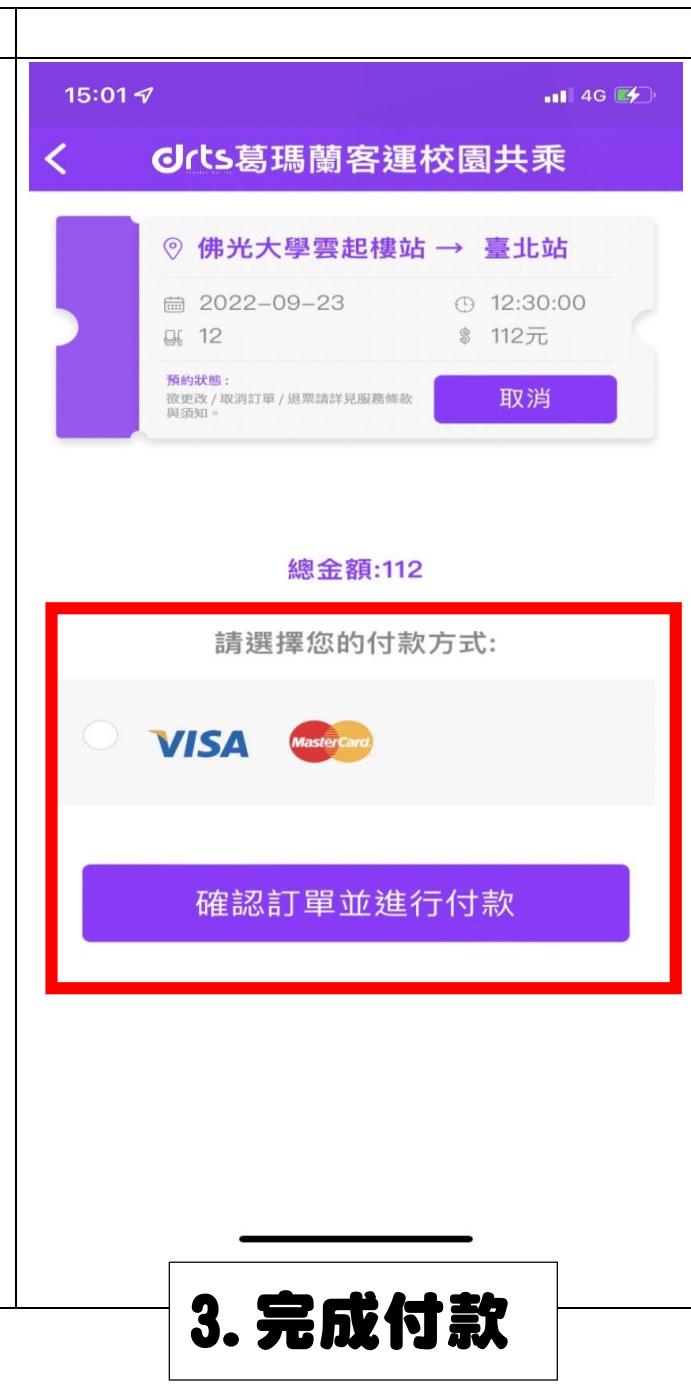 15:01
4G
drts葛瑪蘭客運校園共乘
佛光大學雲起樓站 → 臺北站
2022-09-23 12:30:00
12 112元
預約狀態：
欲更改 / 取消訂單 / 退票請詳見服務條款
與須知。
取消
總金額:112
請選擇您的付款方式:
VISA MasterCard
確認訂單並進行付款
3.完成付款